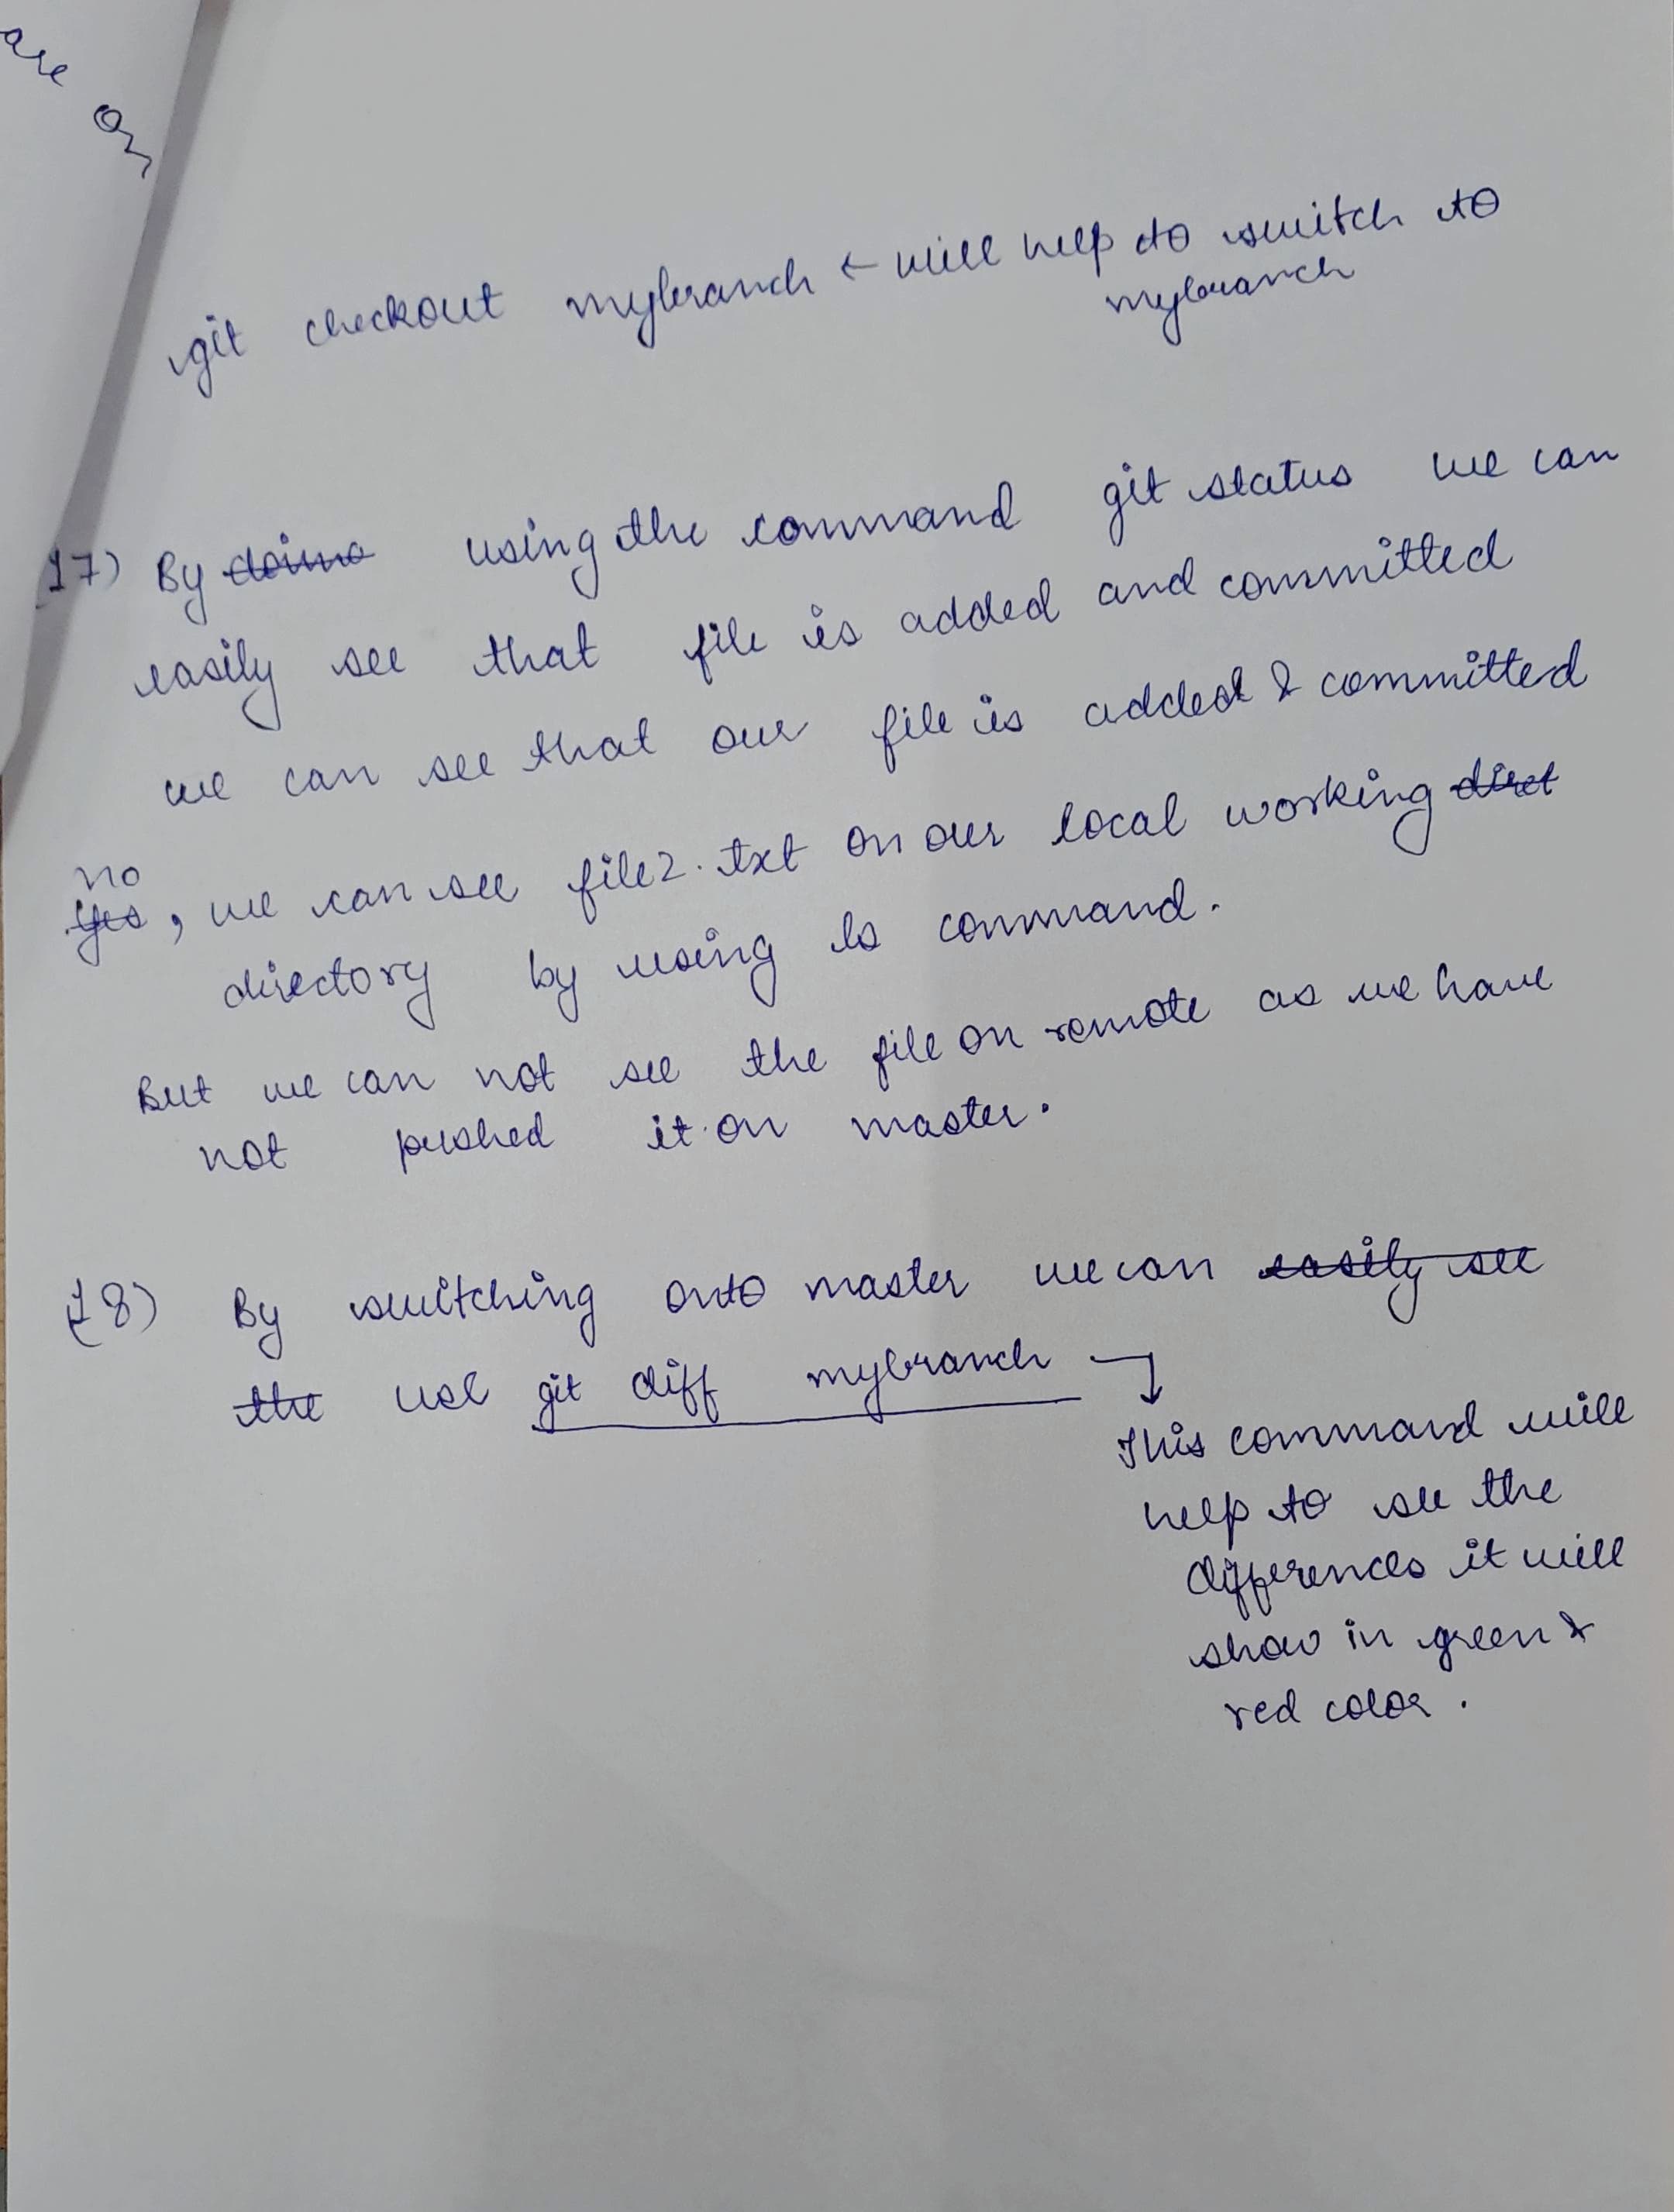 are on
git checkout mybranch ← will help to switch to
mybranch
17) By using the command git status we can
easily see that file is added and committed
we can see that our file is added & committed
no
yes, we can see file2.txt on our local working diret
directory by using ls command.
But we can not see the file on remote as we have
not pushed it on master.
18) By switching onto master we can easily see
the use git diff mybranch →
This command will
help to see the
differences it will
show in green &
red color.